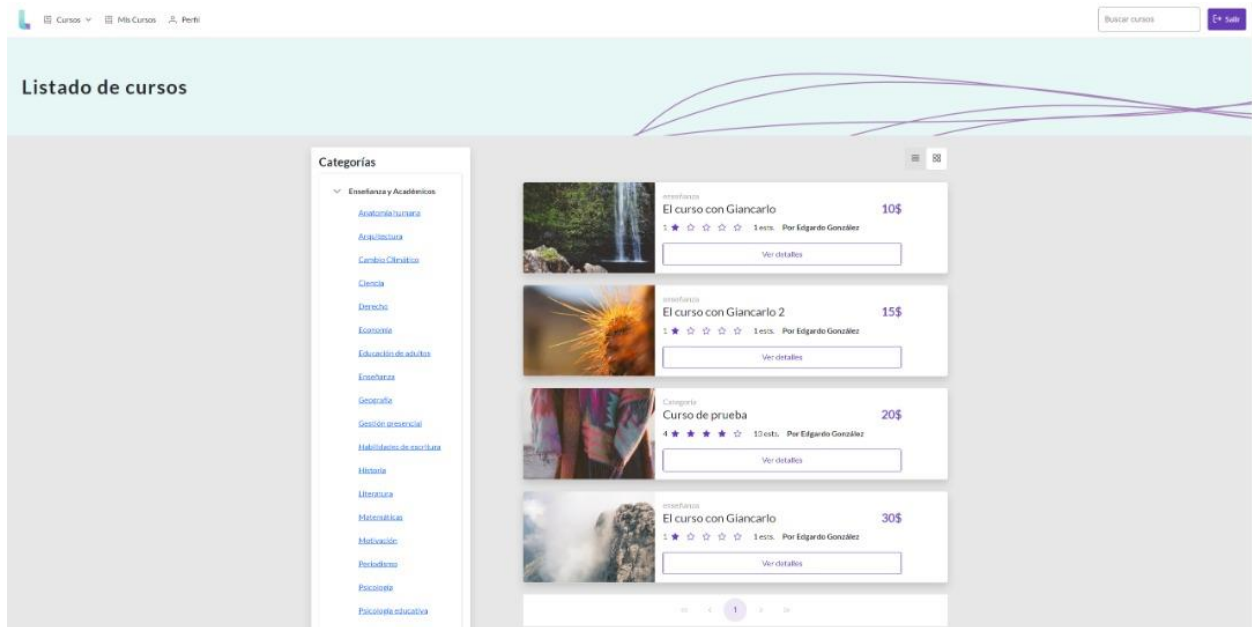 Cursos
Mis Cursos
Perfil
Buscar cursos
Salir
Listado de cursos
Categorías
Enseñanza y Académicos
Anatomía humana
Arquitectura
Cambio Climático
Ciencia
Derecho
Economía
Educación de adultos
Enseñanza
Geografía
Gestión presencial
Habilidades de escritura
Historia
Literatura
Matemáticas
Motivación
Periodismo
Psicología
Psicología educativa
enseñanza
El curso con Giancarlo 10$
1 1 ests. Por Edgardo González
Ver detalles
enseñanza
El curso con Giancarlo 2 15$
1 1 ests. Por Edgardo González
Ver detalles
Categoría
Curso de prueba 20$
4 13 ests. Por Edgardo González
Ver detalles
enseñanza
El curso con Giancarlo 30$
1 1 ests. Por Edgardo González
Ver detalles
<< < 1 > >>